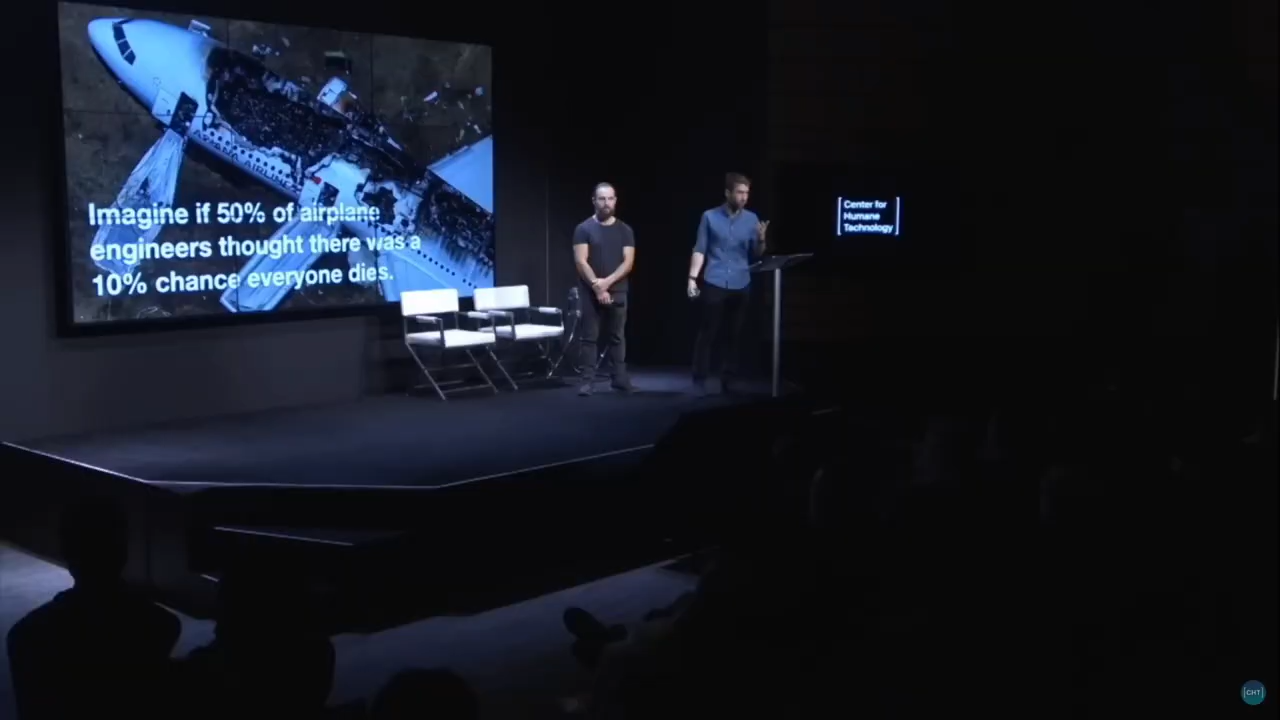 Imagine if 50% of airplane
engineers thought there was a
10% chance everyone dies.
Center for
Humane
Technology
CHT